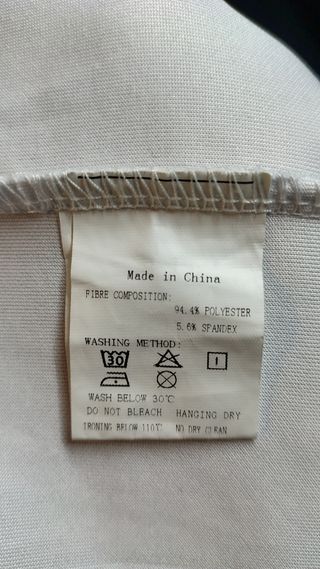 Made in China
FIBRE COMPOSITION:
94.4% POLYESTER
5.6% SPANDEX
WASHING METHOD:
30
WASH BELOW 30℃
DO NOT BLEACH HANGING DRY
IRONING BELOW 110℃ NO DRY CLEAN